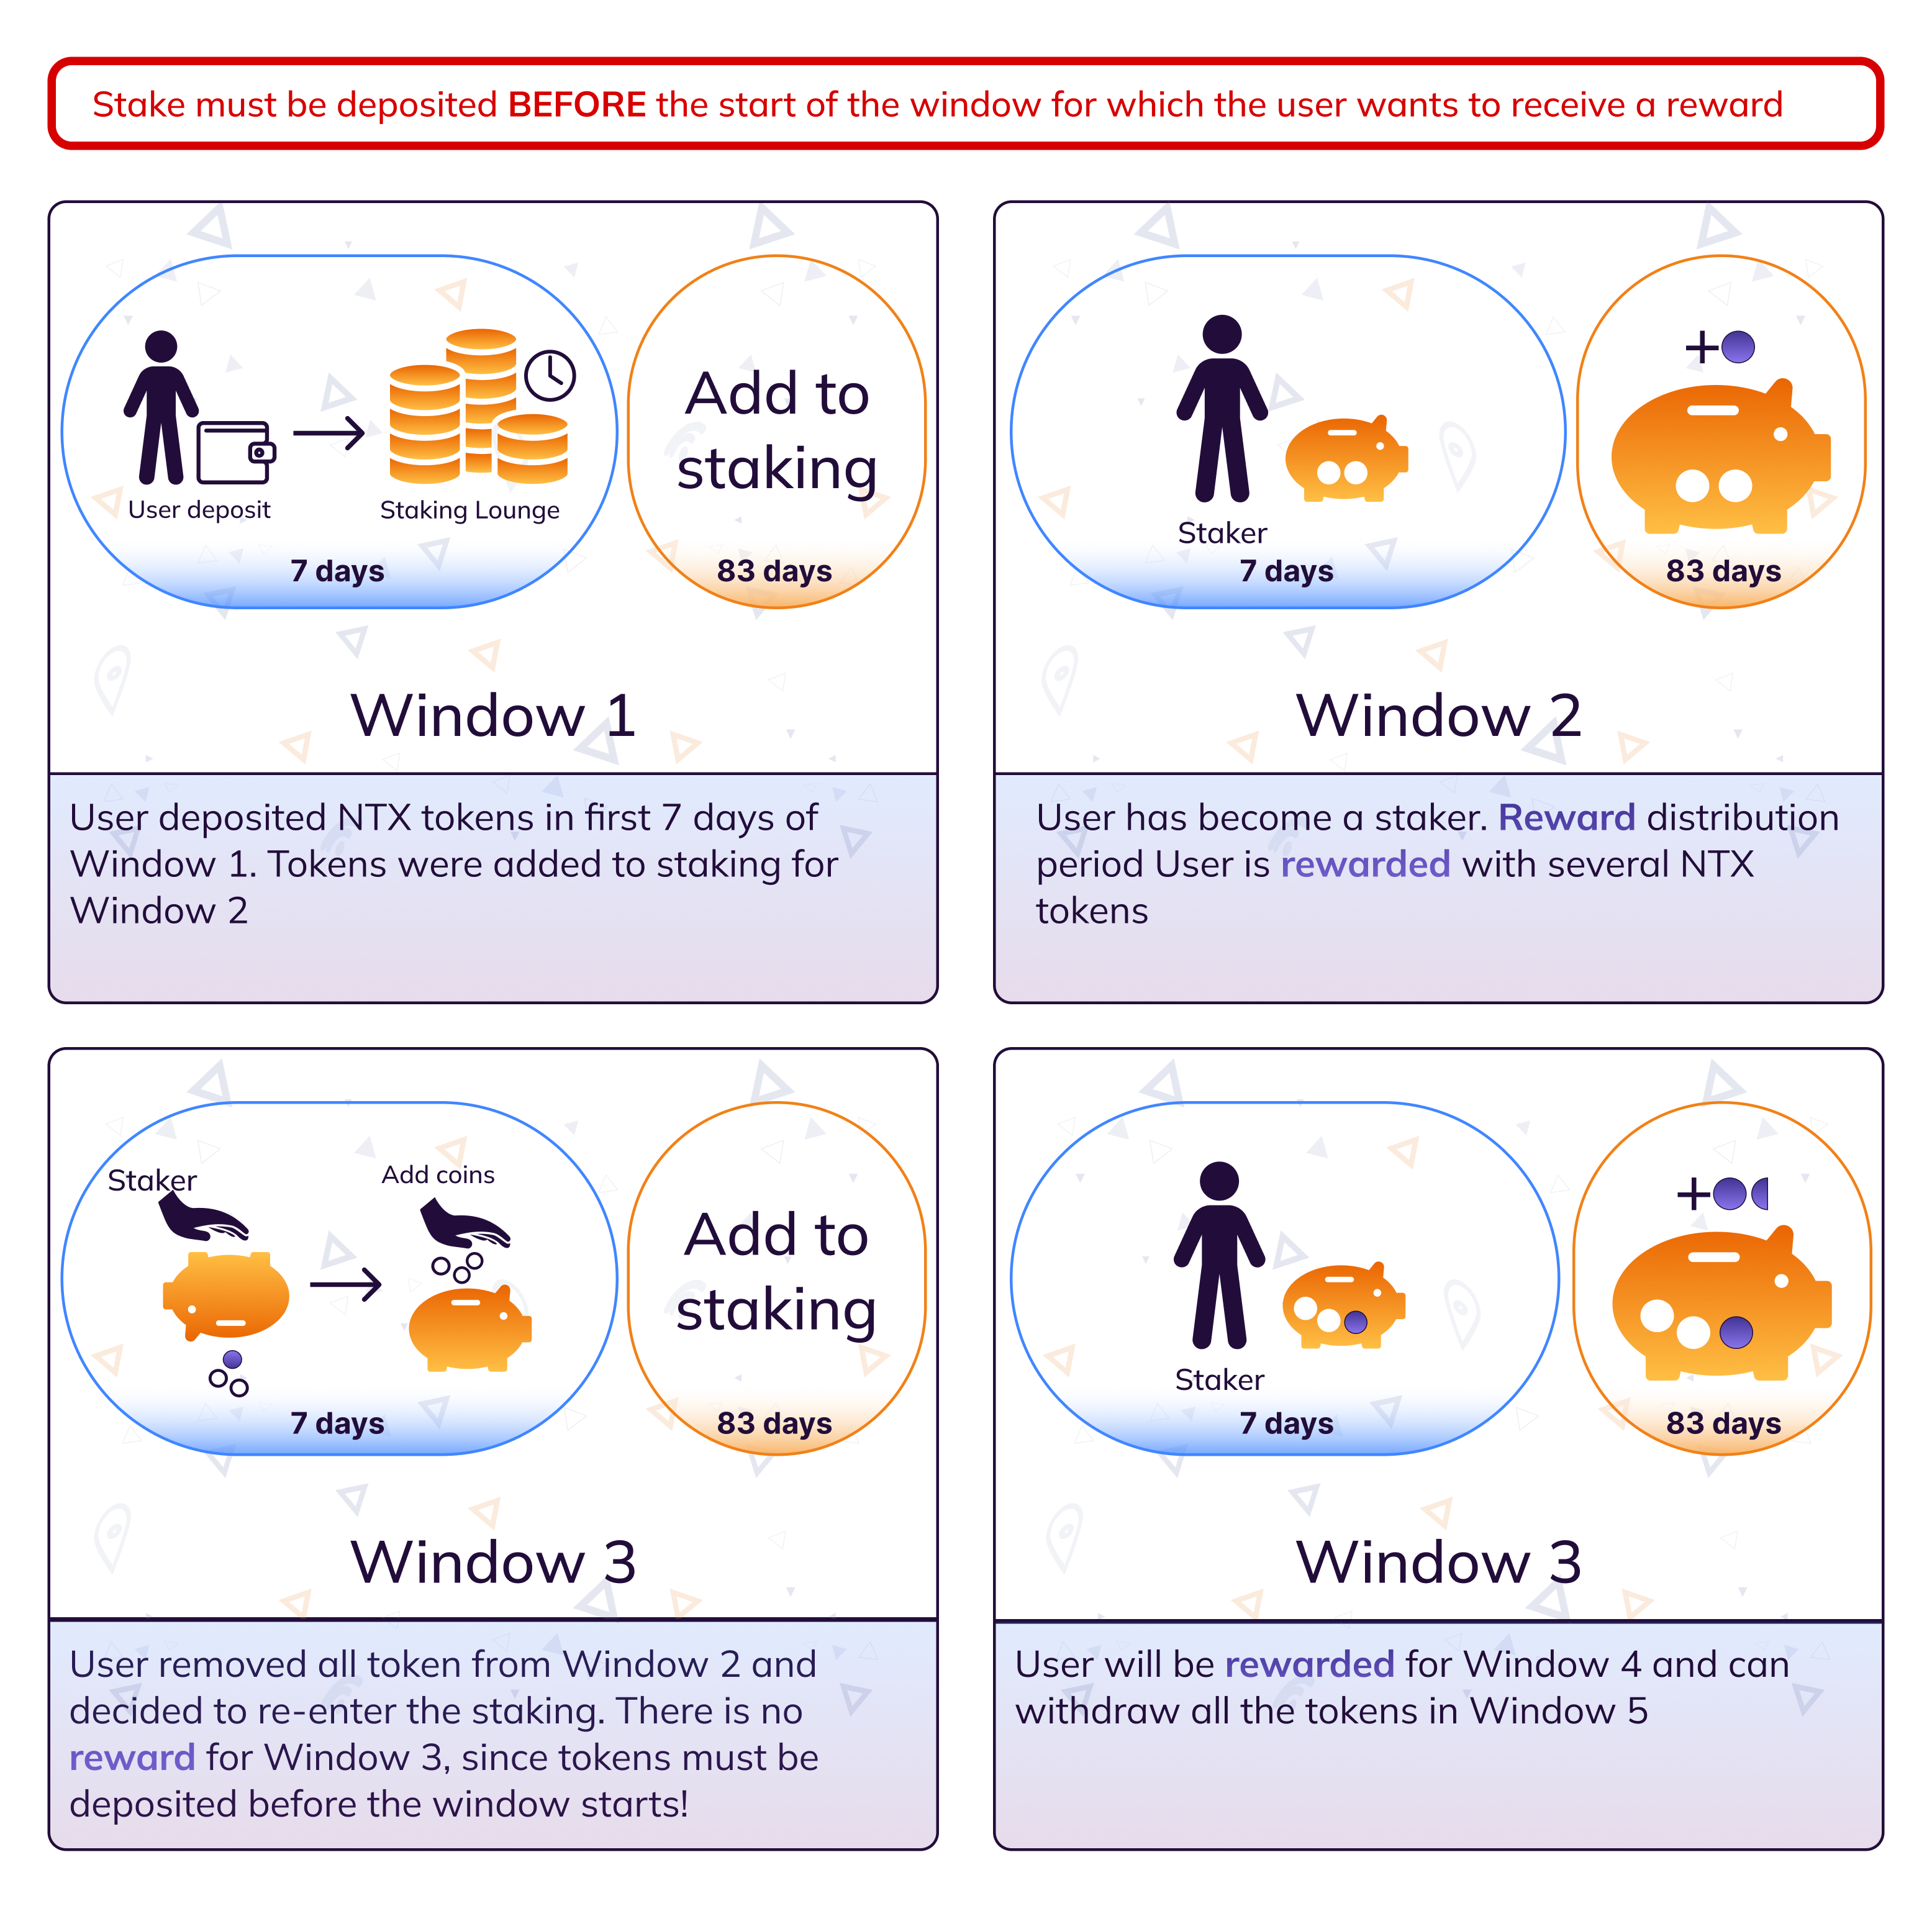 Stake must be deposited BEFORE the start of the window for which the user wants to receive a reward
User deposit
Staking Lounge
7 days
Add to
staking
83 days
Window 1
User deposited NTX tokens in first 7 days of
Window 1. Tokens were added to staking for
Window 2
Staker
7 days
83 days
Window 2
User has become a staker. Reward distribution
period User is rewarded with several NTX
tokens
Staker
Add coins
7 days
Add to
staking
83 days
Window 3
User removed all token from Window 2 and
decided to re-enter the staking. There is no
reward for Window 3, since tokens must be
deposited before the window starts!
Staker
7 days
83 days
Window 3
User will be rewarded for Window 4 and can
withdraw all the tokens in Window 5